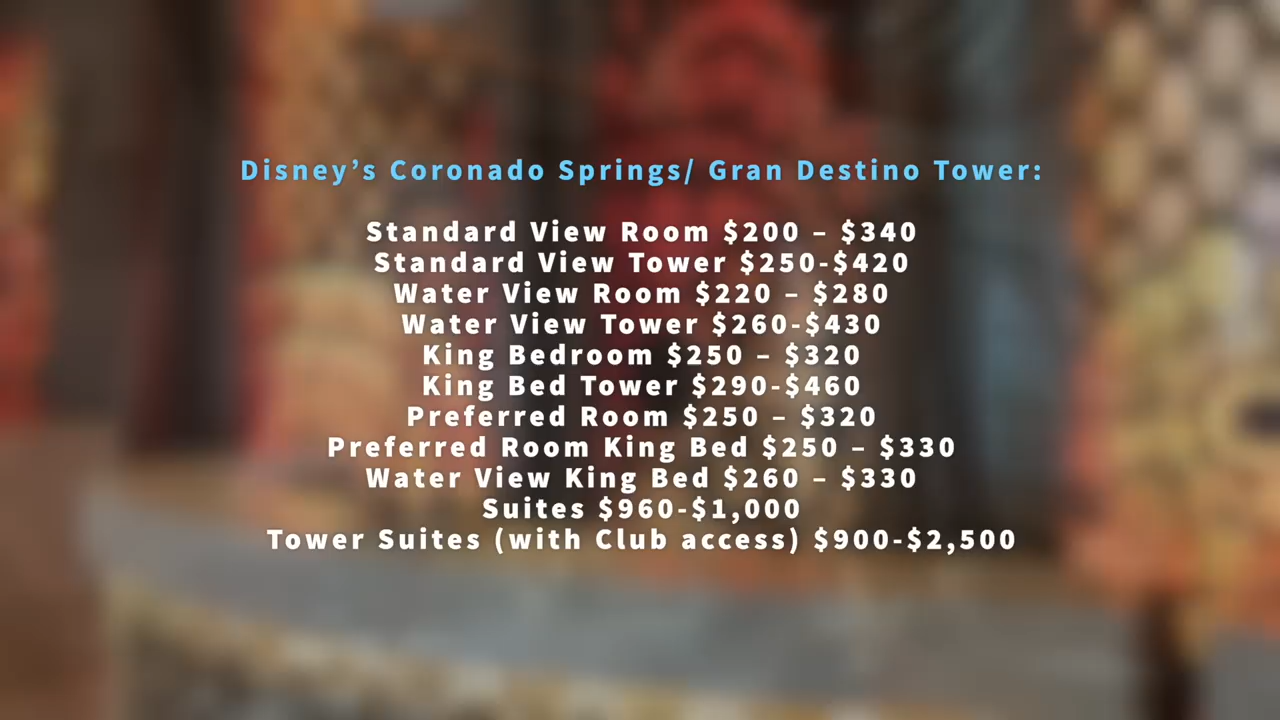 Disney’s Coronado Springs/ Gran Destino Tower:
Standard View Room $200 – $340
Standard View Tower $250-$420
Water View Room $220 – $280
Water View Tower $260-$430
King Bedroom $250 – $320
King Bed Tower $290-$460
Preferred Room $250 – $320
Preferred Room King Bed $250 – $330
Water View King Bed $260 – $330
Suites $960-$1,000
Tower Suites (with Club access) $900-$2,500